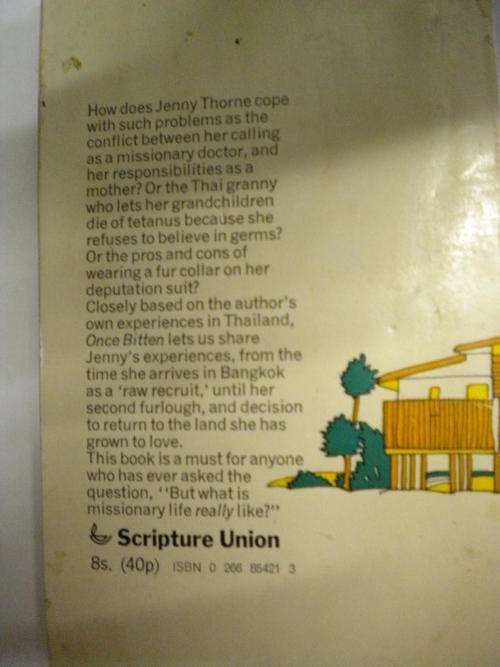 How does Jenny Thorne cope
with such problems as the
conflict between her calling
as a missionary doctor, and
her responsibilities as a
mother? Or the Thai granny
who lets her grandchildren
die of tetanus because she
refuses to believe in germs?
Or the pros and cons of
wearing a fur collar on her
deputation suit?
Closely based on the author's
own experiences in Thailand,
Once Bitten lets us share
Jenny's experiences, from the
time she arrives in Bangkok
as a 'raw recruit,' until her
second furlough, and decision
to return to the land she has
grown to love.
This book is a must for anyone
who has ever asked the
question, ''But what is
missionary life really like?''
Scripture Union
8s. (40p) ISBN 0 266 85421 3